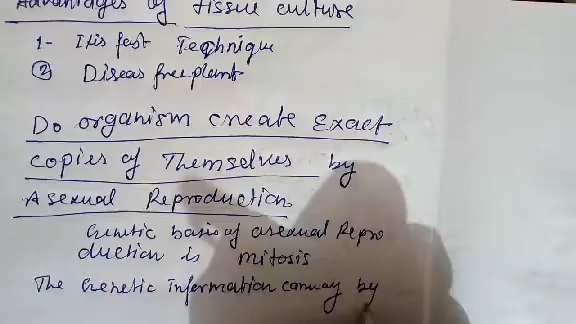 Advantages of tissue culture
1- It is fast Technique
② Diseas free plant
Do organism create Exact
copies of Themselves by
Asexual Reproduction
Genetic basis of asexual Repro
duction is mitosis
The Genetic Information convay by